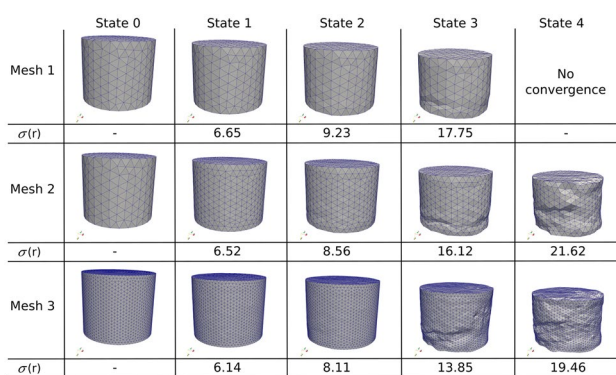 State 0 State 1 State 2 State 3 State 4
Mesh 1 No convergence
σ(r) - 6.65 9.23 17.75 -
Mesh 2
σ(r) - 6.52 8.56 16.12 21.62
Mesh 3
σ(r) - 6.14 8.11 13.85 19.46